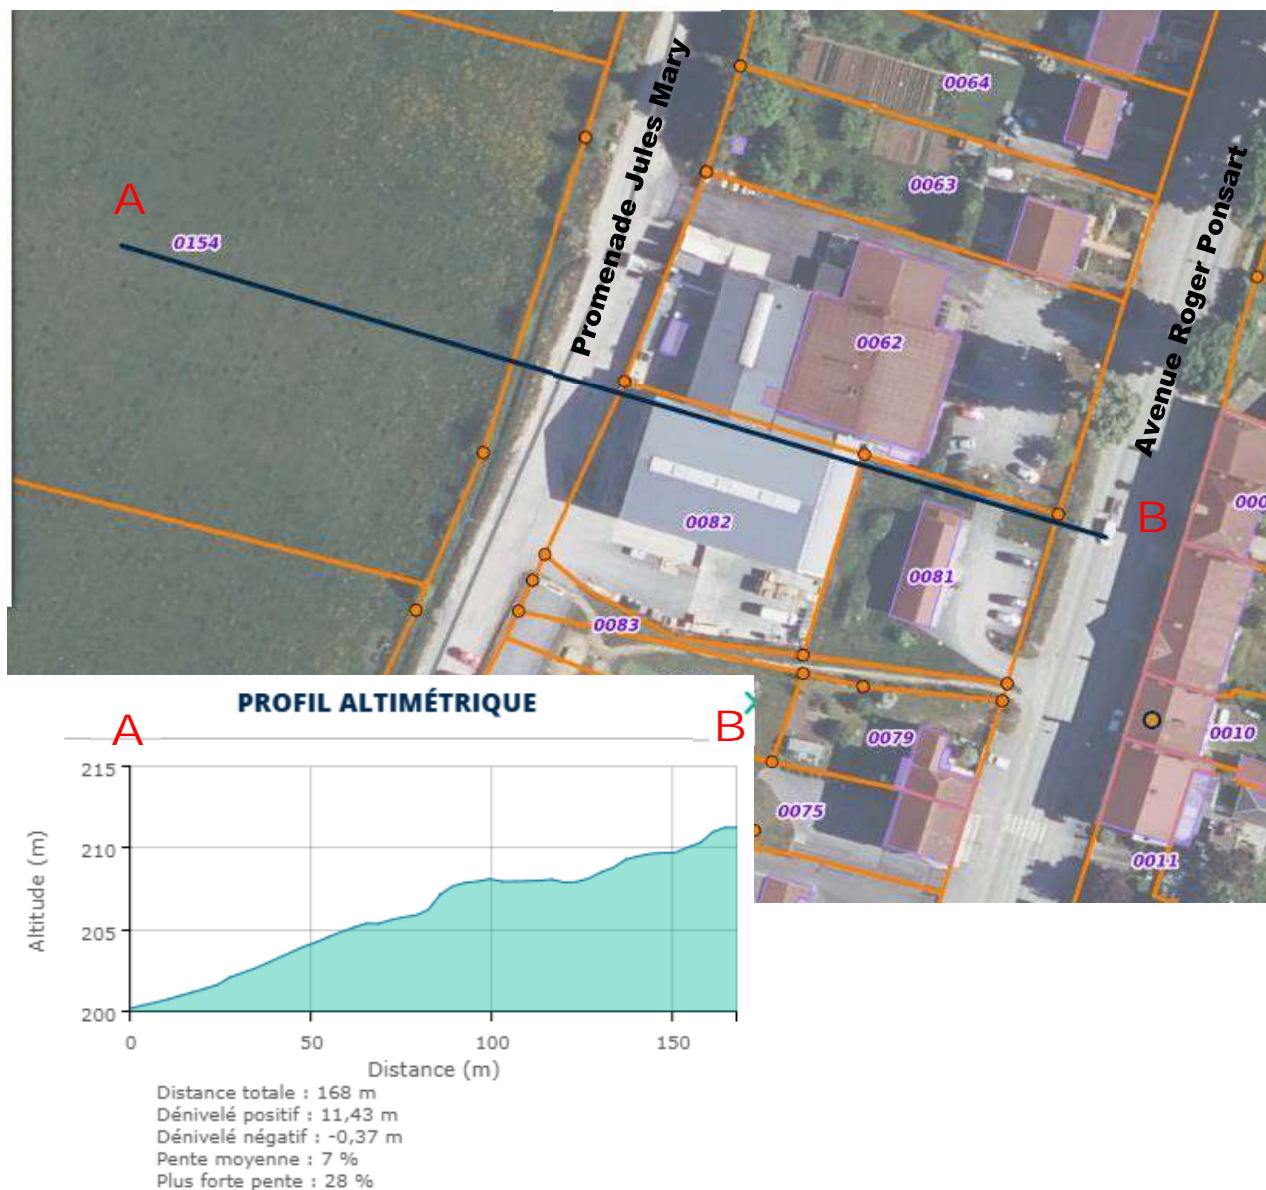 0064
Promenade Jules Mary
0063
Avenue Roger Ponsart
A
0154
0062
000
B
0082
0081
0083
PROFIL ALTIMÉTRIQUE
A
B
0079
0010
0075
0011
215
210
205
200
Altitude (m)
0
50
100
150
Distance (m)
Distance totale : 168 m
Dénivelé positif : 11,43 m
Dénivelé négatif : -0,37 m
Pente moyenne : 7 %
Plus forte pente : 28 %